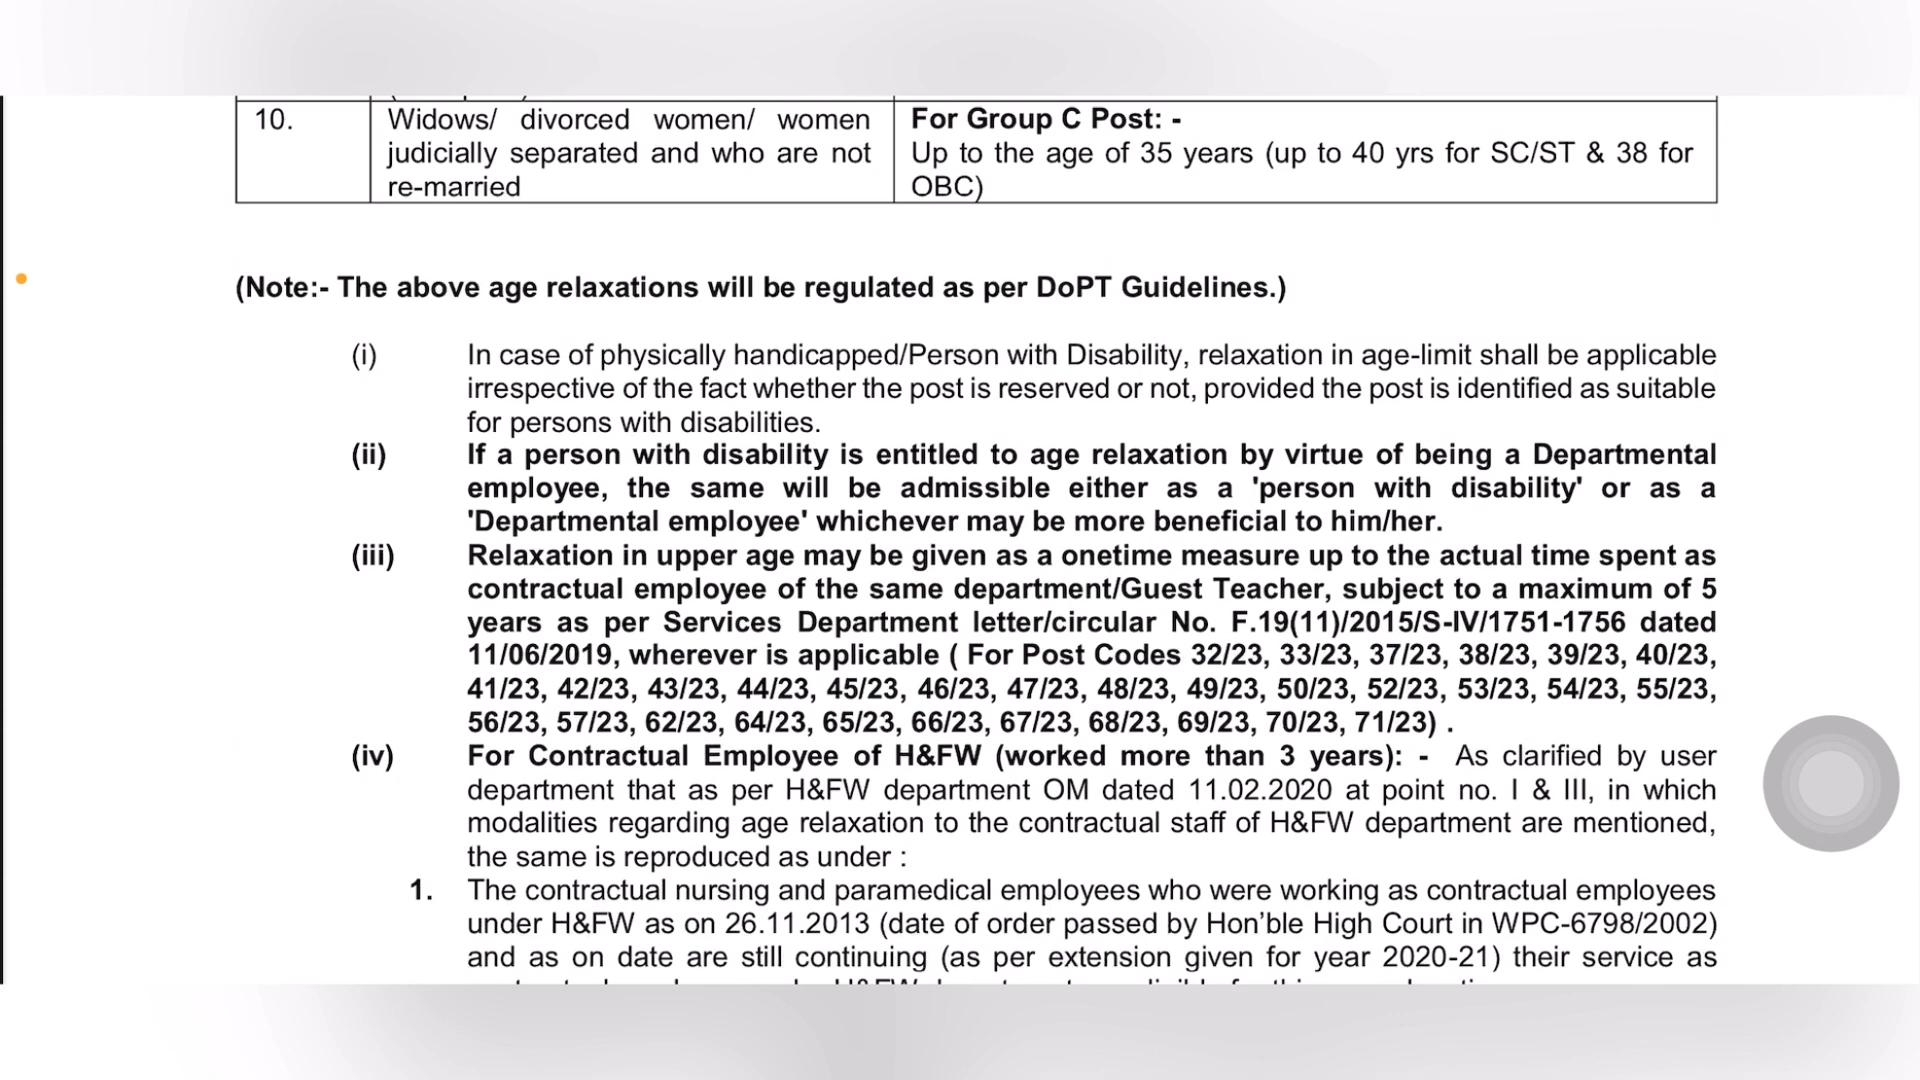 10. Widows/ divorced women/ women For Group C Post: -
judicially separated and who are not Up to the age of 35 years (up to 40 yrs for SC/ST & 38 for
re-married OBC)
(Note:- The above age relaxations will be regulated as per DoPT Guidelines.)
(i) In case of physically handicapped/Person with Disability, relaxation in age-limit shall be applicable
irrespective of the fact whether the post is reserved or not, provided the post is identified as suitable
for persons with disabilities.
(ii) If a person with disability is entitled to age relaxation by virtue of being a Departmental
employee, the same will be admissible either as a 'person with disability' or as a
'Departmental employee' whichever may be more beneficial to him/her.
(iii) Relaxation in upper age may be given as a onetime measure up to the actual time spent as
contractual employee of the same department/Guest Teacher, subject to a maximum of 5
years as per Services Department letter/circular No. F.19(11)/2015/S-IV/1751-1756 dated
11/06/2019, wherever is applicable ( For Post Codes 32/23, 33/23, 37/23, 38/23, 39/23, 40/23,
41/23, 42/23, 43/23, 44/23, 45/23, 46/23, 47/23, 48/23, 49/23, 50/23, 52/23, 53/23, 54/23, 55/23,
56/23, 57/23, 62/23, 64/23, 65/23, 66/23, 67/23, 68/23, 69/23, 70/23, 71/23) .
(iv) For Contractual Employee of H&FW (worked more than 3 years): - As clarified by user
department that as per H&FW department OM dated 11.02.2020 at point no. I & III, in which
modalities regarding age relaxation to the contractual staff of H&FW department are mentioned,
the same is reproduced as under :
1. The contractual nursing and paramedical employees who were working as contractual employees
under H&FW as on 26.11.2013 (date of order passed by Hon’ble High Court in WPC-6798/2002)
and as on date are still continuing (as per extension given for year 2020-21) their service as